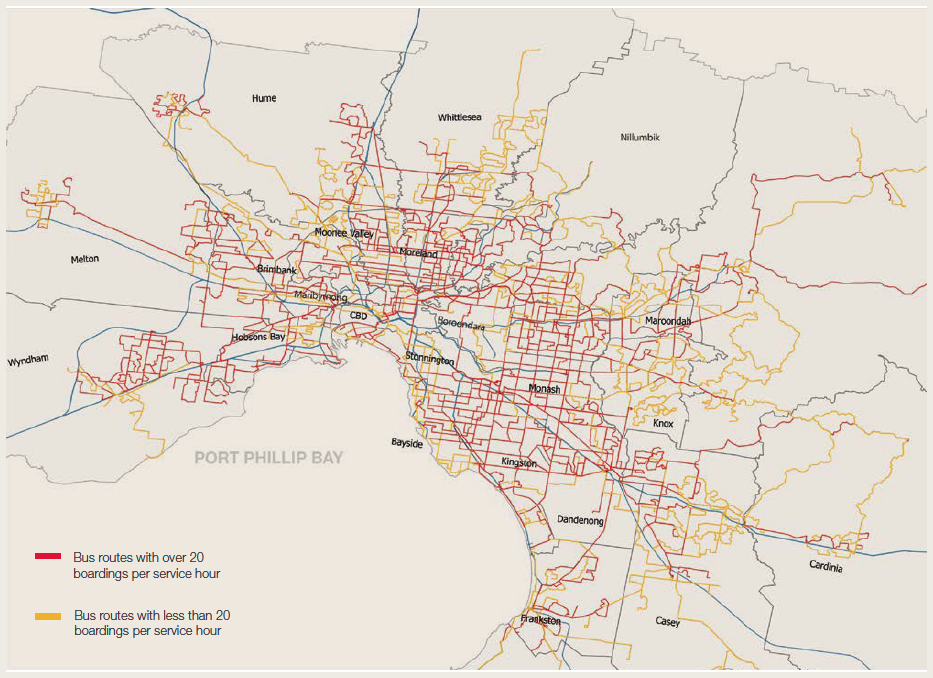 Hume
Whittlesea
Nillumbik
Moonee Valley
Moreland
Melton
Brimbank
Maribyrnong
CBD
Boroondara
Maroondah
Hobsons Bay
Wyndham
Stonnington
Monash
Knox
Bayside
PORT PHILLIP BAY
Kingston
Dandenong
Bus routes with over 20
boardings per service hour
Cardinia
Bus routes with less than 20
boardings per service hour
Frankston
Casey